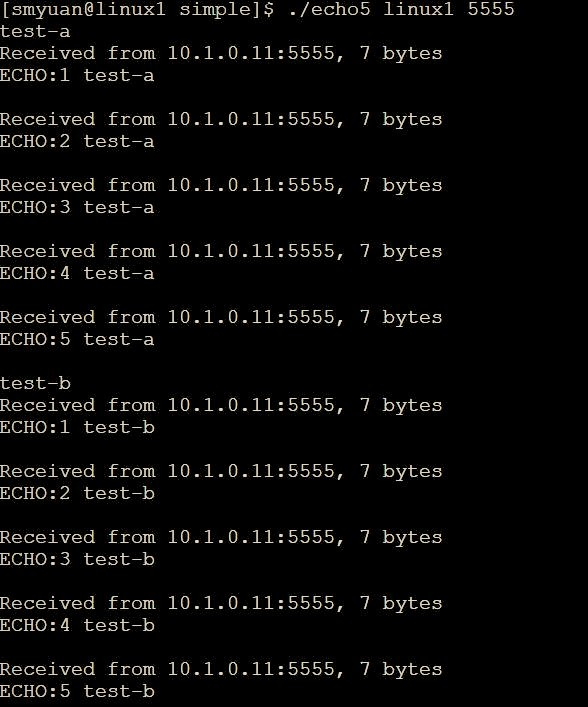 [smyuan@linux1 simple]$ ./echo5 linux1 5555
test-a
Received from 10.1.0.11:5555, 7 bytes
ECHO:1 test-a
Received from 10.1.0.11:5555, 7 bytes
ECHO:2 test-a
Received from 10.1.0.11:5555, 7 bytes
ECHO:3 test-a
Received from 10.1.0.11:5555, 7 bytes
ECHO:4 test-a
Received from 10.1.0.11:5555, 7 bytes
ECHO:5 test-a
test-b
Received from 10.1.0.11:5555, 7 bytes
ECHO:1 test-b
Received from 10.1.0.11:5555, 7 bytes
ECHO:2 test-b
Received from 10.1.0.11:5555, 7 bytes
ECHO:3 test-b
Received from 10.1.0.11:5555, 7 bytes
ECHO:4 test-b
Received from 10.1.0.11:5555, 7 bytes
ECHO:5 test-b